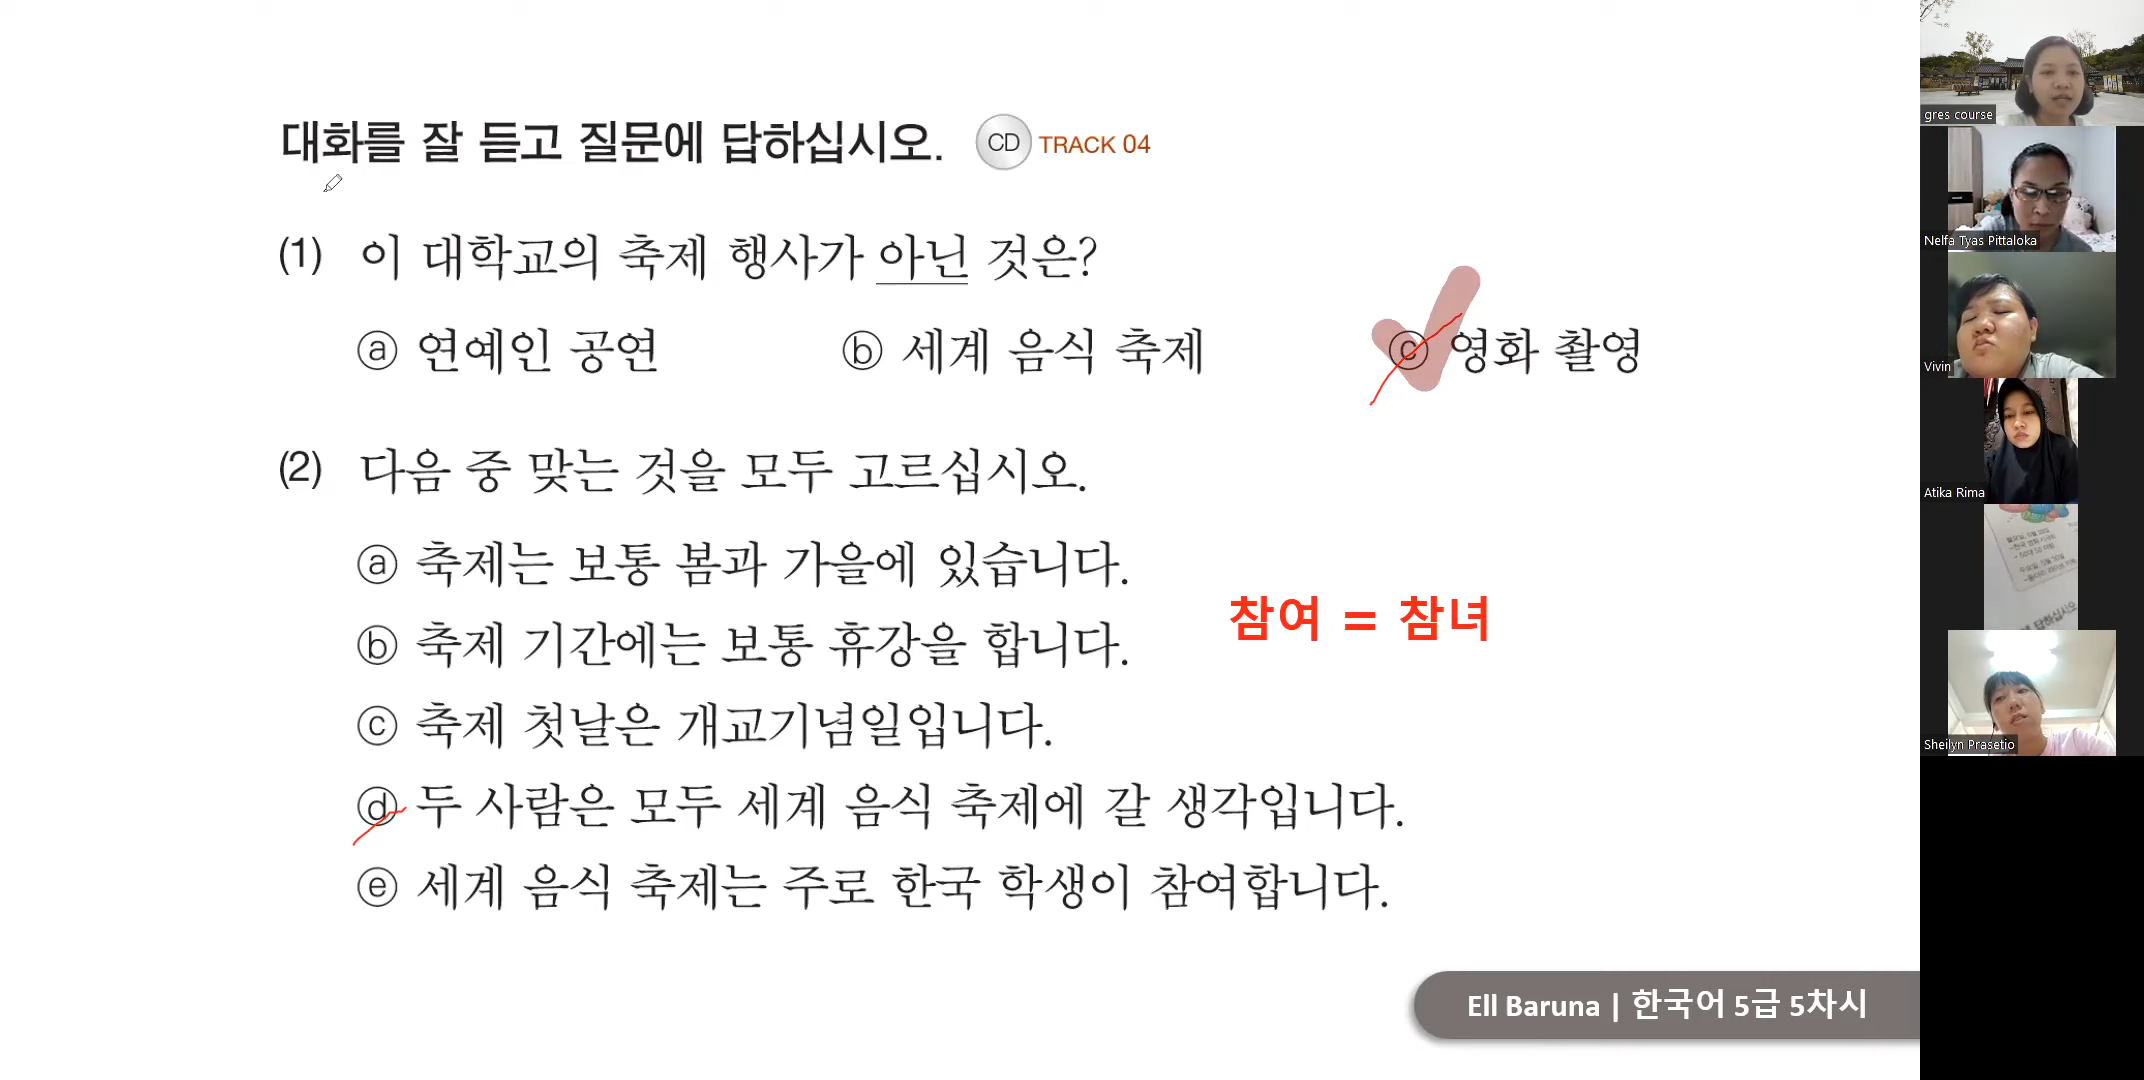 대화를 잘 듣고 질문에 답하십시오. CD TRACK 04
(1) 이 대학교의 축제 행사가 아닌 것은?
ⓐ 연예인 공연 ⓑ 세계 음식 축제 ⓒ 영화 촬영
(2) 다음 중 맞는 것을 모두 고르십시오.
ⓐ 축제는 보통 봄과 가을에 있습니다.
ⓑ 축제 기간에는 보통 휴강을 합니다.
참여 = 참녀
ⓒ 축제 첫날은 개교기념일입니다.
ⓓ 두 사람은 모두 세계 음식 축제에 갈 생각입니다.
ⓔ 세계 음식 축제는 주로 한국 학생이 참여합니다.
Ell Baruna | 한국어 5급 5차시
gres course
Nelfa Tyas Pittaloka
Vivin
Atika Rima
Sheilyn Prasetio